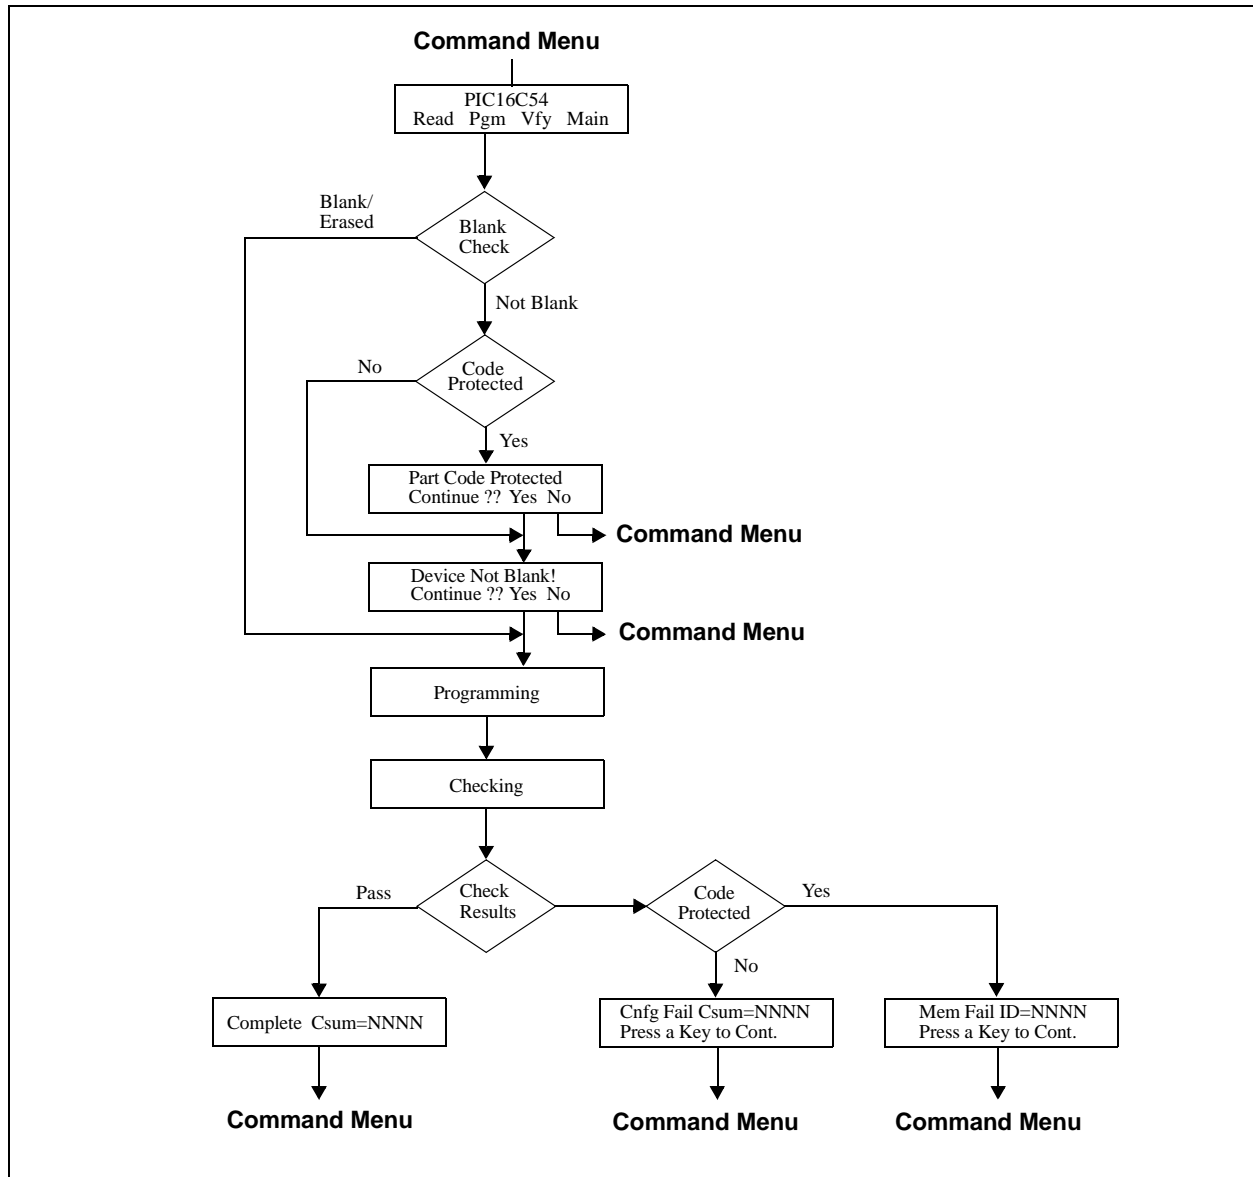 Command Menu
PIC16C54
Read Pgm Vfy Main
Blank/
Erased
Blank
Check
Not Blank
No
Code
Protected
Yes
Part Code Protected
Continue ?? Yes No
Command Menu
Device Not Blank!
Continue ?? Yes No
Command Menu
Programming
Checking
Pass
Check
Results
Code
Protected
Yes
No
Complete Csum=NNNN
Cnfg Fail Csum=NNNN
Press a Key to Cont.
Mem Fail ID=NNNN
Press a Key to Cont.
Command Menu
Command Menu
Command Menu